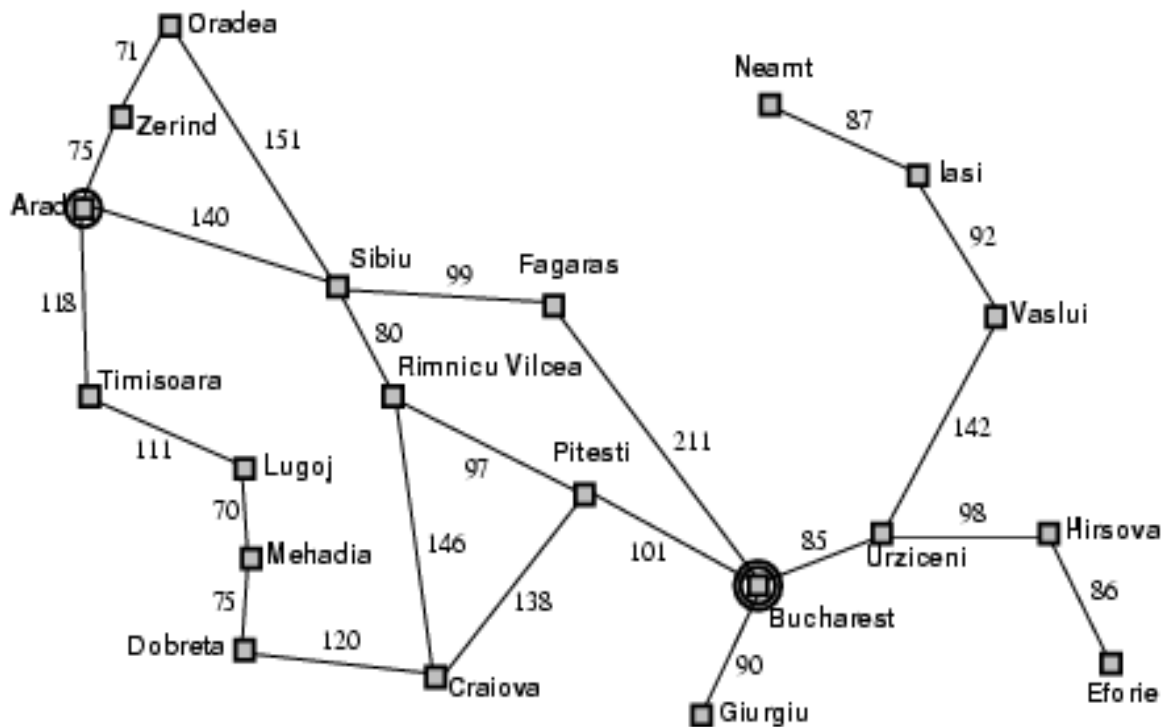 Oradea
71
Neamt
Zerind
87
75
151
Iasi
Arad
140
92
Sibiu
Fagaras
99
118
Vaslui
80
Timisoara
Rimnicu Vilcea
142
111
Lugoj
97
Pitesti
211
70
98
Hirsova
Mehadia
146
101
85
Urziceni
75
138
86
Bucharest
Dobreta
120
90
Craiova
Eforie
Giurgiu